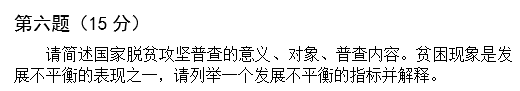 第六题（15 分）
请简述国家脱贫攻坚普查的意义、对象、普查内容。贫困现象是发
展不平衡的表现之一，请列举一个发展不平衡的指标并解释。